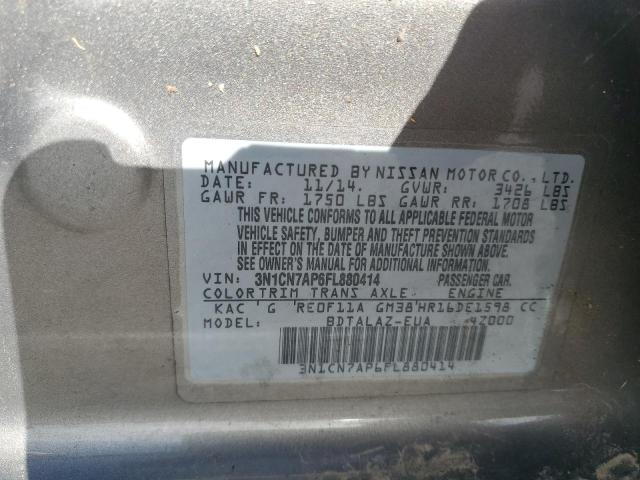 MANUFACTURED BY NISSAN MOTOR CO., LTD.
DATE: 11/14. GVWR: 3426 LBS
GAWR FR: 1750 LBS GAWR RR: 1708 LBS
THIS VEHICLE CONFORMS TO ALL APPLICABLE FEDERAL MOTOR
VEHICLE SAFETY, BUMPER AND THEFT PREVENTION STANDARDS
IN EFFECT ON THE DATE OF MANUFACTURE SHOWN ABOVE.
SEE OWNER'S MANUAL FOR ADDITIONAL INFORMATION.
VIN: 3N1CN7AP6FL880414 PASSENGER CAR.
COLOR TRIM TRANS AXLE ENGINE
KAC G RE0F11A GM38 HR16DE1598 CC
MODEL: BDTALAZ-EUA 4Z000
3N1CN7AP6FL880414